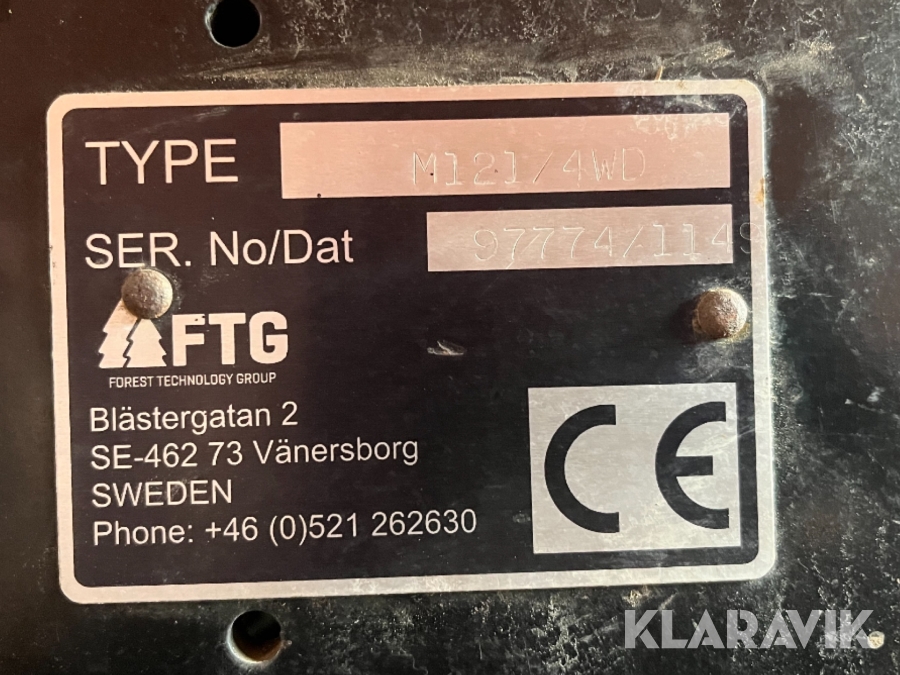 TYPE M121/4WD
SER. No/Dat 97774/1149
FTG
FOREST TECHNOLOGY GROUP
Blästergatan 2
SE-462 73 Vänersborg
SWEDEN
Phone: +46 (0)521 262630
CE
KLARAVIK